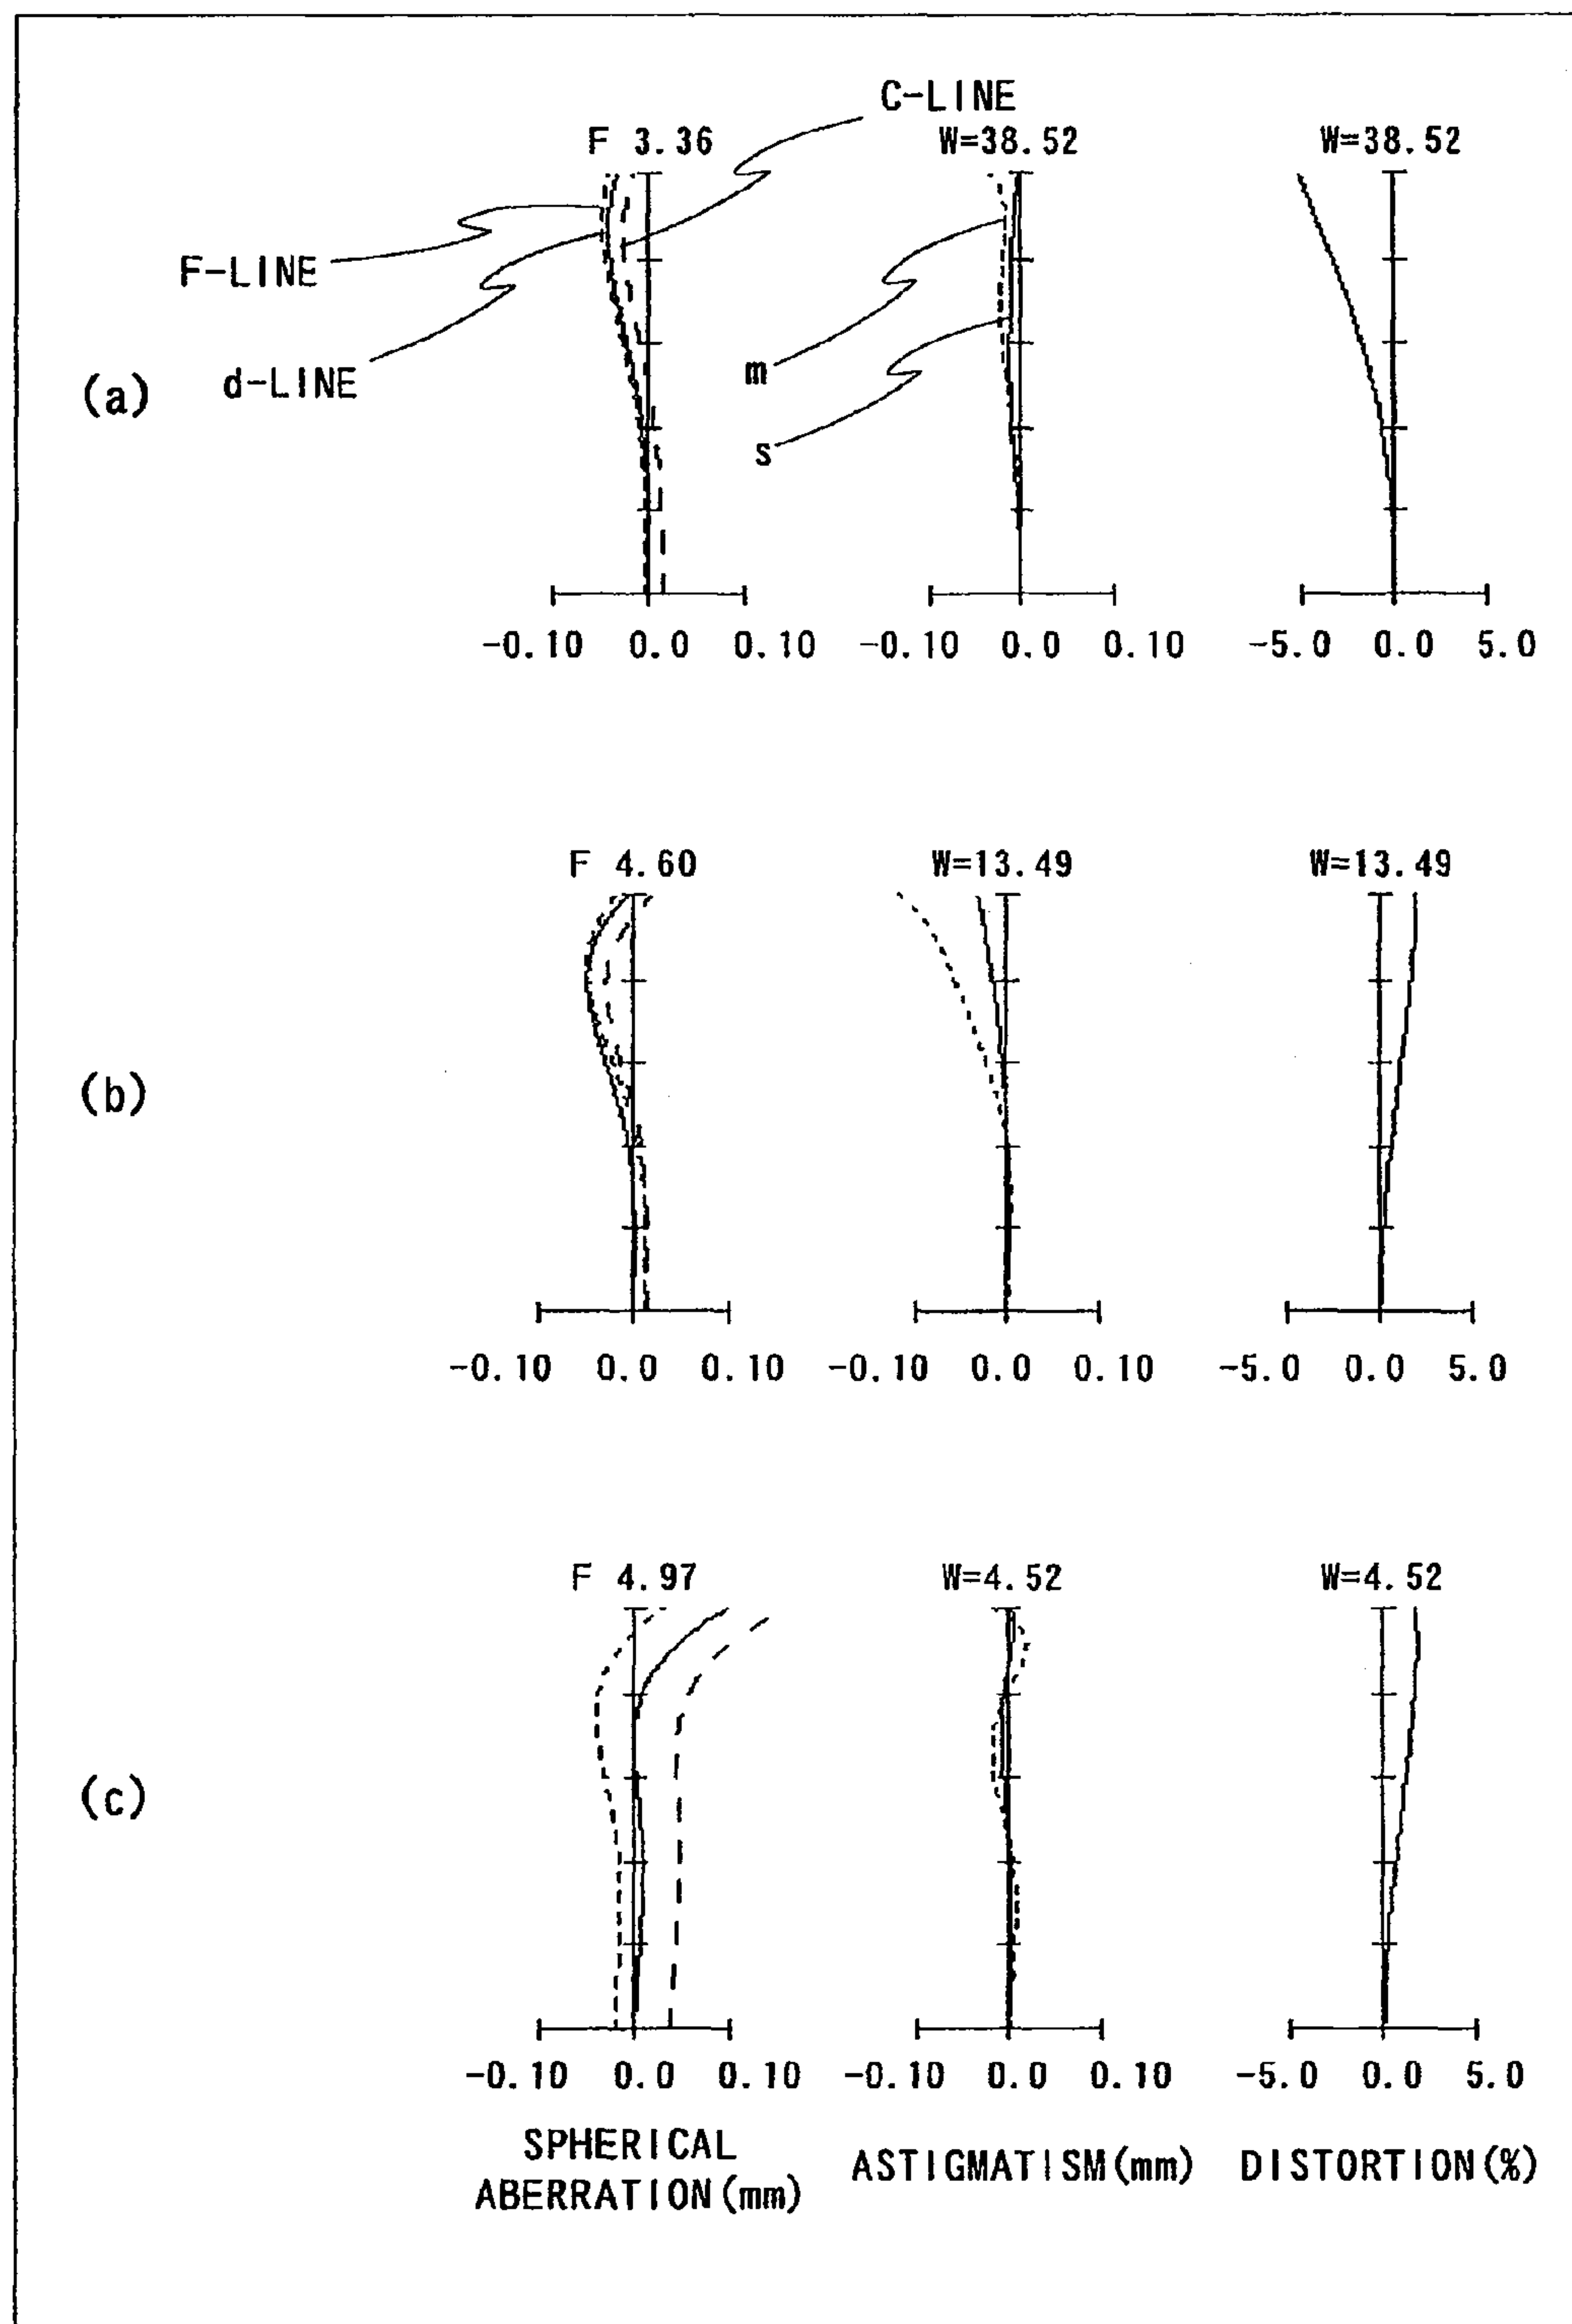 C-LINE
F 3.36 W=38.52 W=38.52
F-LINE
d-LINE
m
s
(a)
-0.10 0.0 0.10 -0.10 0.0 0.10 -5.0 0.0 5.0
F 4.60 W=13.49 W=13.49
(b)
-0.10 0.0 0.10 -0.10 0.0 0.10 -5.0 0.0 5.0
F 4.97 W=4.52 W=4.52
(c)
-0.10 0.0 0.10 -0.10 0.0 0.10 -5.0 0.0 5.0
SPHERICAL
ABERRATION(mm)
ASTIGMATISM(mm)
DISTORTION(%)